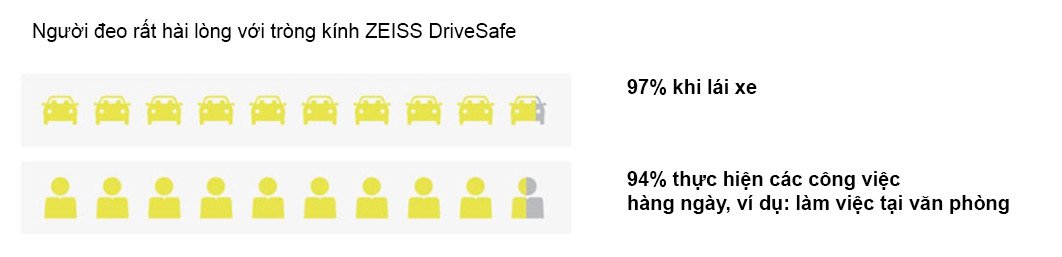 Người đeo rất hài lòng với tròng kính ZEISS DriveSafe
97% khi lái xe
94% thực hiện các công việc
hàng ngày, ví dụ: làm việc tại văn phòng